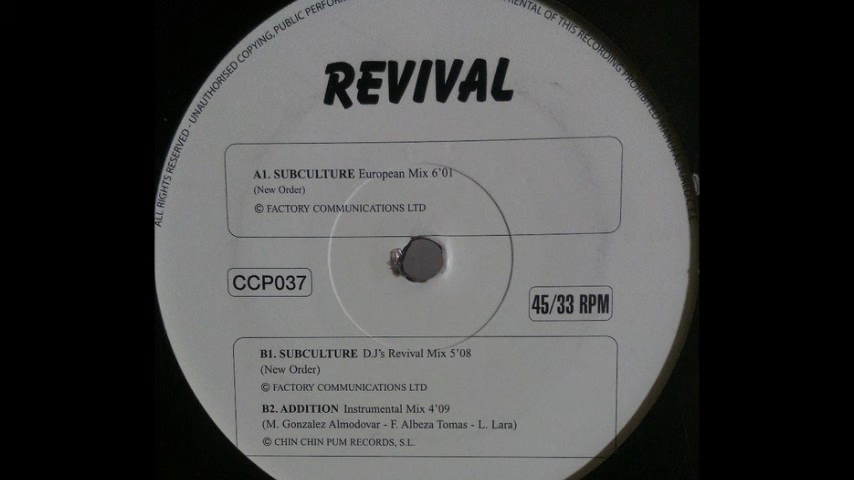 ALL RIGHTS RESERVED - UNAUTHORISED COPYING, PUBLIC PERFOR
RENTAL OF THIS RECORDING PROHIBITED
REVIVAL
A1. SUBCULTURE European Mix 6'01
(New Order)
© FACTORY COMMUNICATIONS LTD
CCP037
45/33 RPM
B1. SUBCULTURE D.J's Revival Mix 5'08
(New Order)
© FACTORY COMMUNICATIONS LTD
B2. ADDITION Instrumental Mix 4'09
(M. Gonzalez Almodovar - F. Albeza Tomas - L. Lara)
© CHIN CHIN PUM RECORDS, S.L.